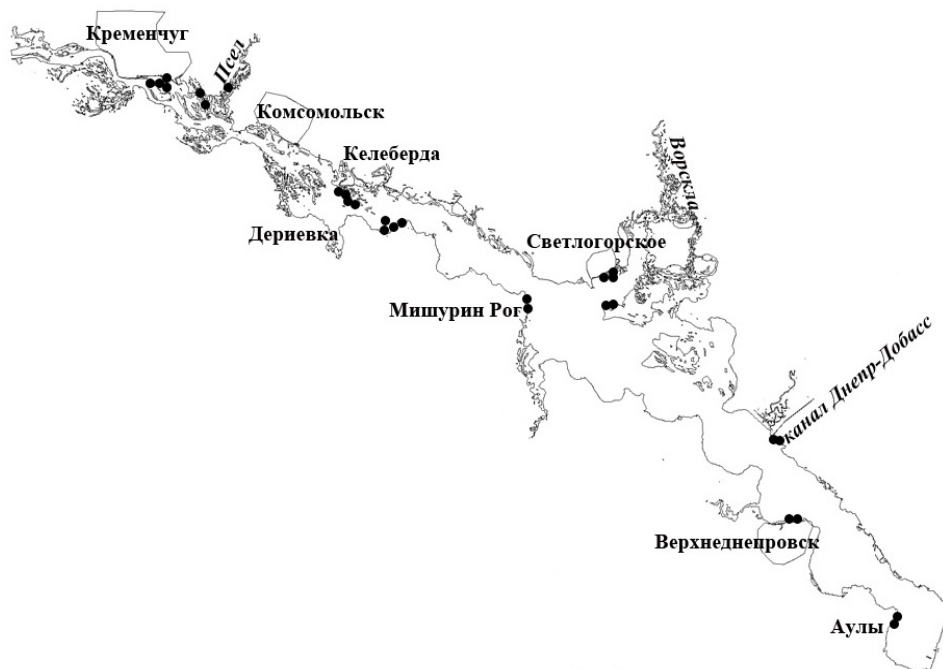 Кременчуг
Псел
Комсомольск
Келеберда
Ворскла
Дериевка
Светлогорское
Мишурин Рог
канал Днепр-Добасс
Верхнеднепровск
Аулы